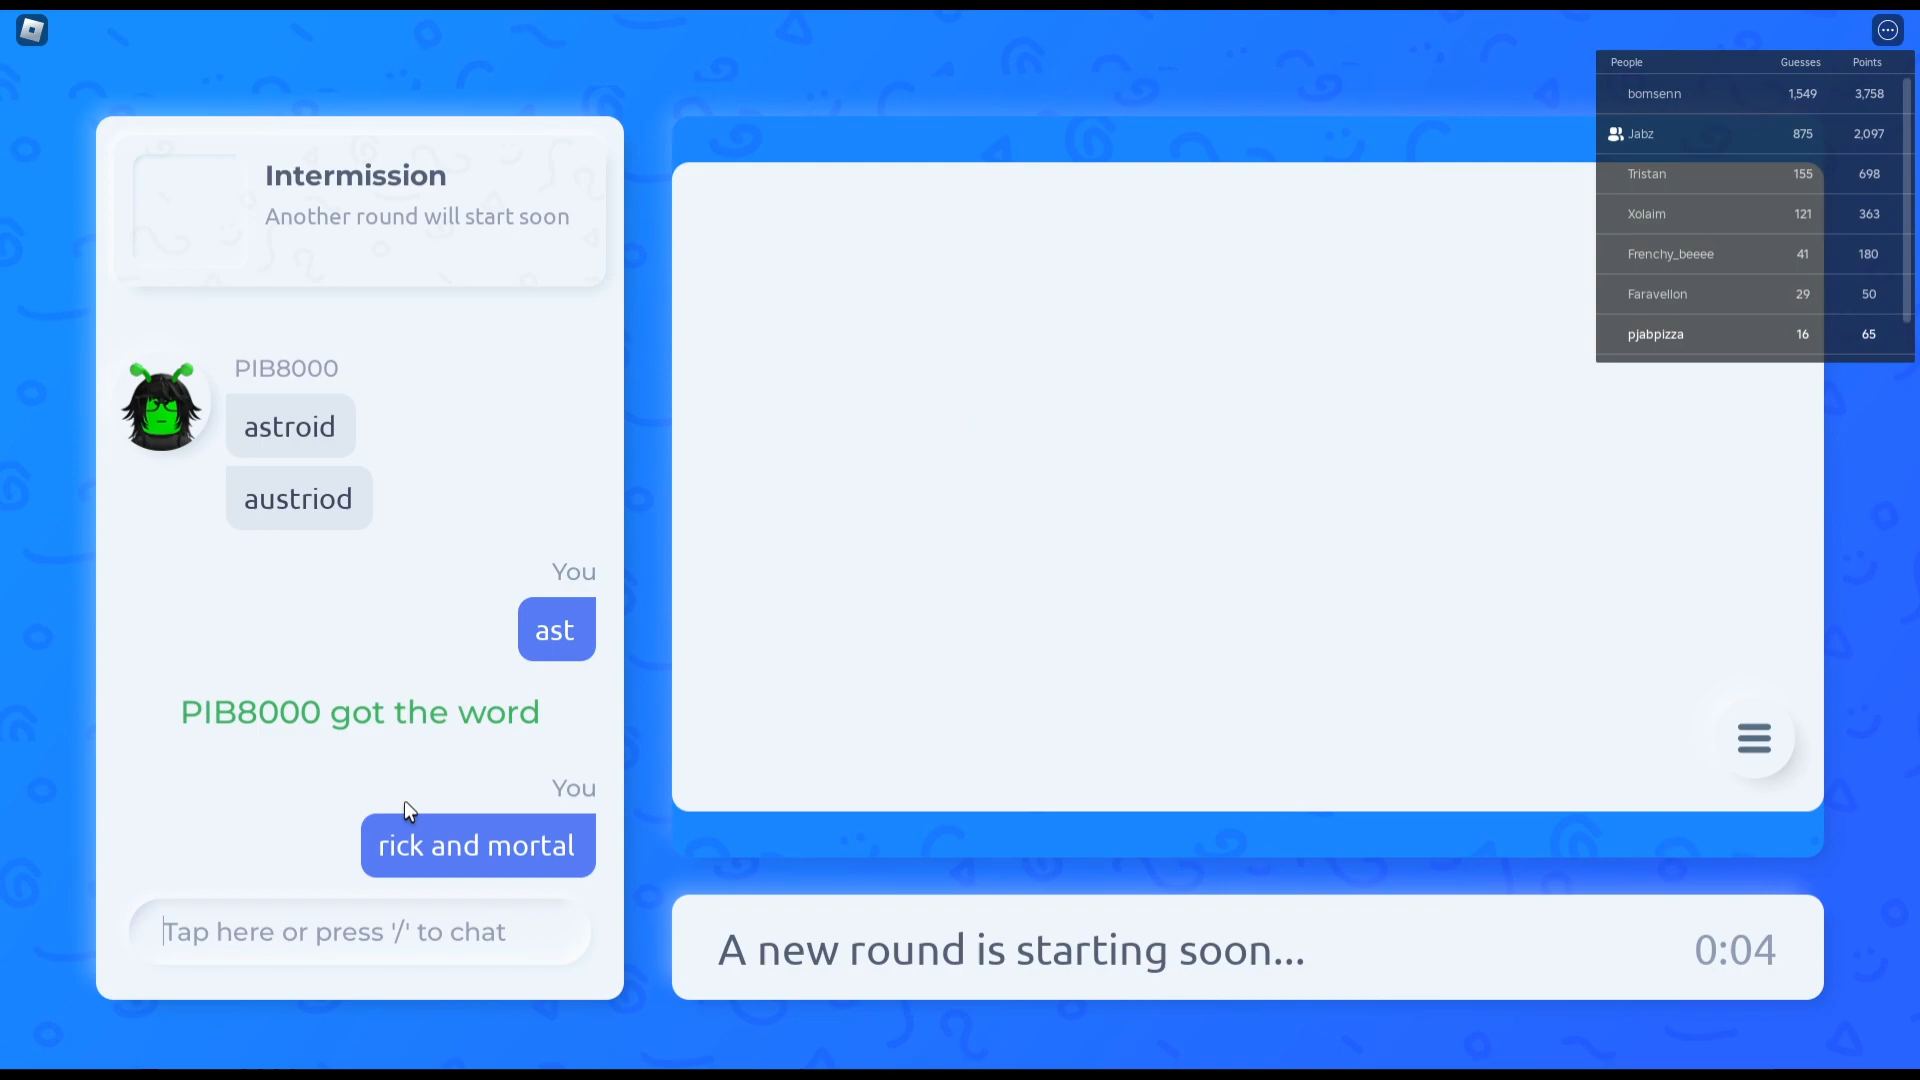 People Guesses Points
bomsenn 1,549 3,758
Jabz 875 2,097
Tristan 155 698
Xolaim 121 363
Frenchy_beeee 41 180
Faravellon 29 50
pjabpizza 16 65
Intermission
Another round will start soon
PIB8000
astroid
austriod
You
ast
PIB8000 got the word
You
rick and mortal
Tap here or press '/' to chat
A new round is starting soon... 0:04